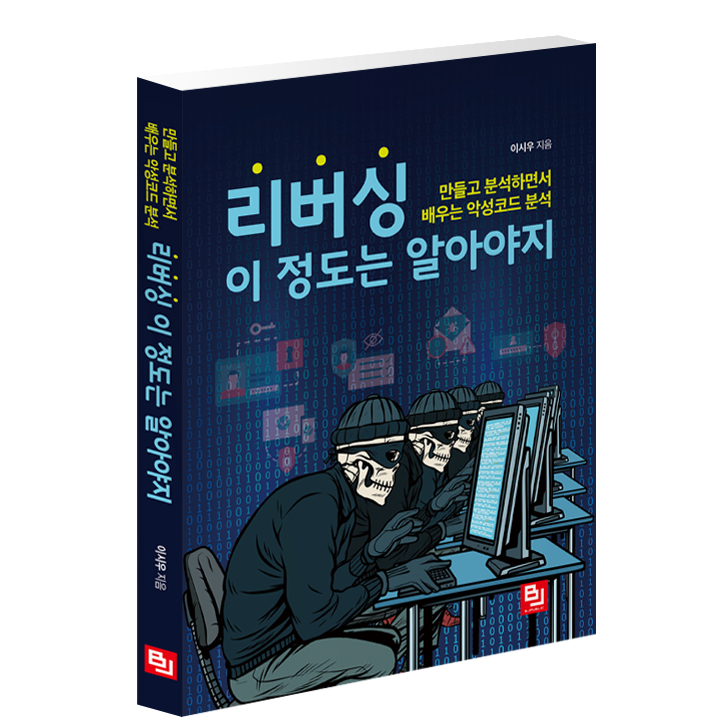 이시우 지음
만들고 분석하면서
배우는 악성코드 분석
리버싱
이 정도는 알아야지
만들고 분석하면서
배우는 악성코드 분석
리버싱 이 정도는 알아야지
이시우 지음
BJ
BJ